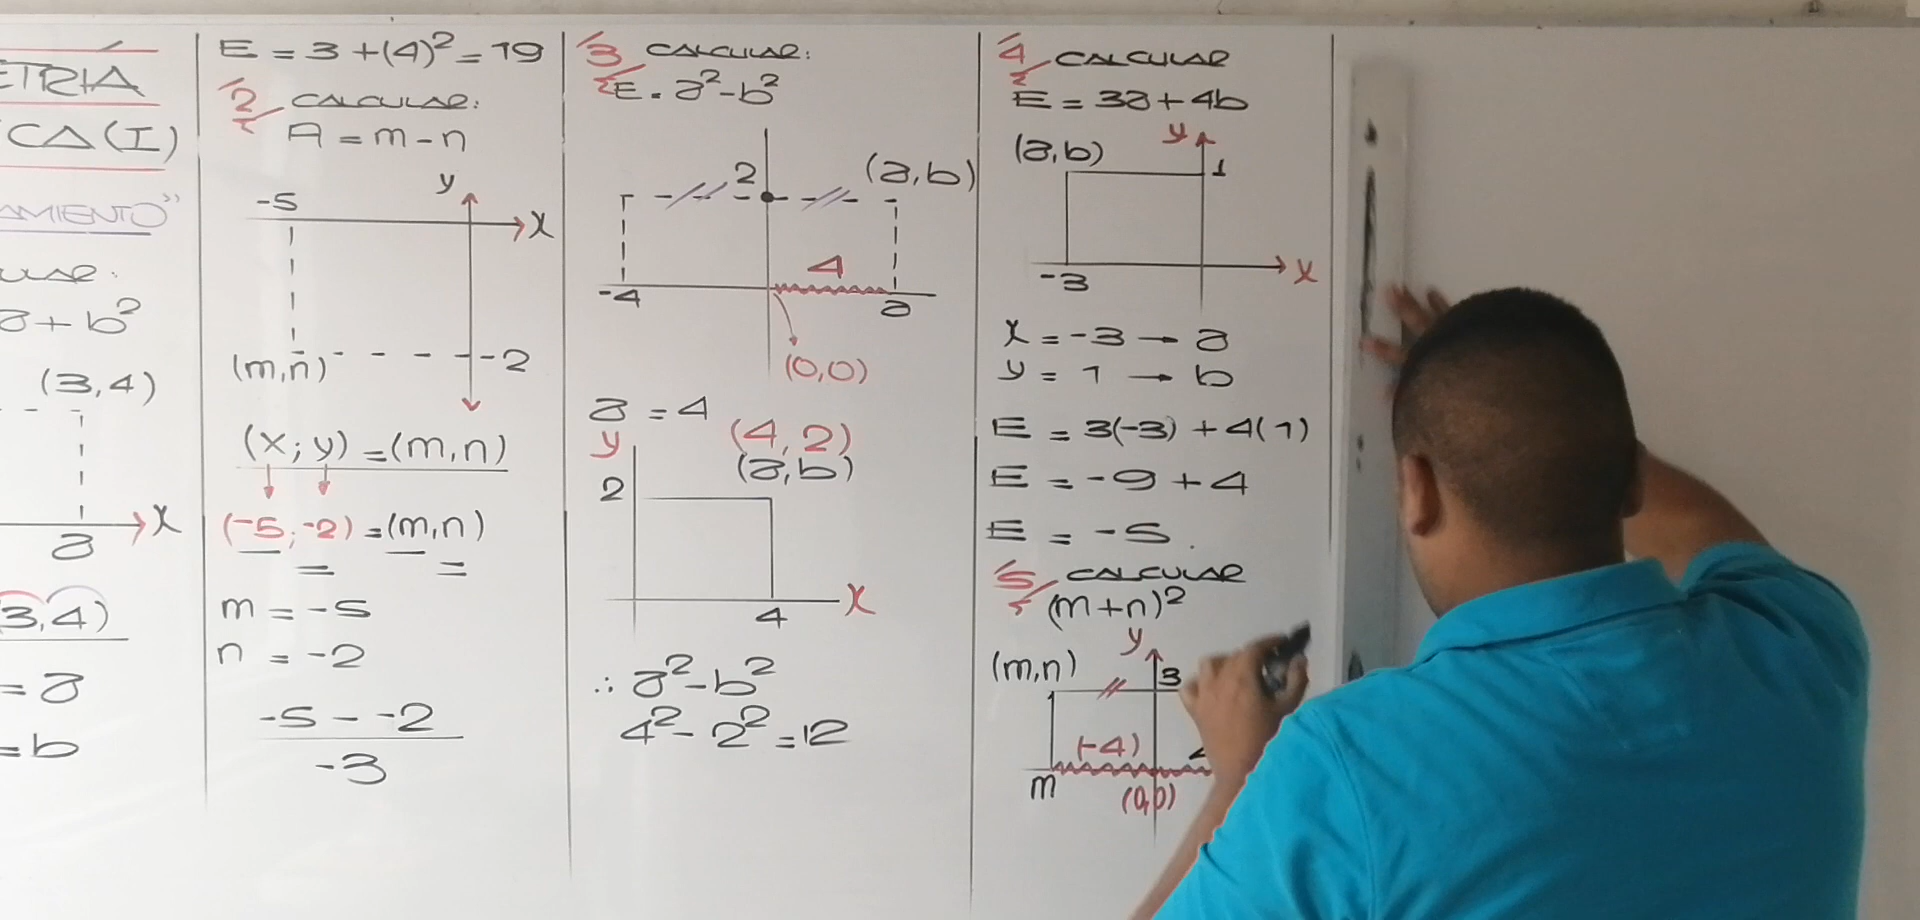 ETRIA
CA(I)
AMIENTO"
ULAR:
a+b²
(3,4)
x
a
3,4)
=a
=b
E = 3+(4)² = 19
2 CALCULAR:
A = m-n
y
-5
x
(m,n)
-2
(x; y) = (m,n)
(-5; -2) = (m,n)
m = -5
n = -2
-5 - -2
-3
3 CALCULAR:
E = a²-b²
2
(a,b)
4
-4
a
(0,0)
a = 4
y
(4,2)
(a,b)
2
x
4
∴ a²-b²
4²-2² = 12
4 CALCULAR
E = 3a+4b
y
(a,b)
1
-3
x
x = -3 → a
y = 1 → b
E = 3(-3) + 4(1)
E = -9 + 4
E = -5.
5 CALCULAR
(m+n)²
y
(m,n)
3
(-4)
m
(0,0)